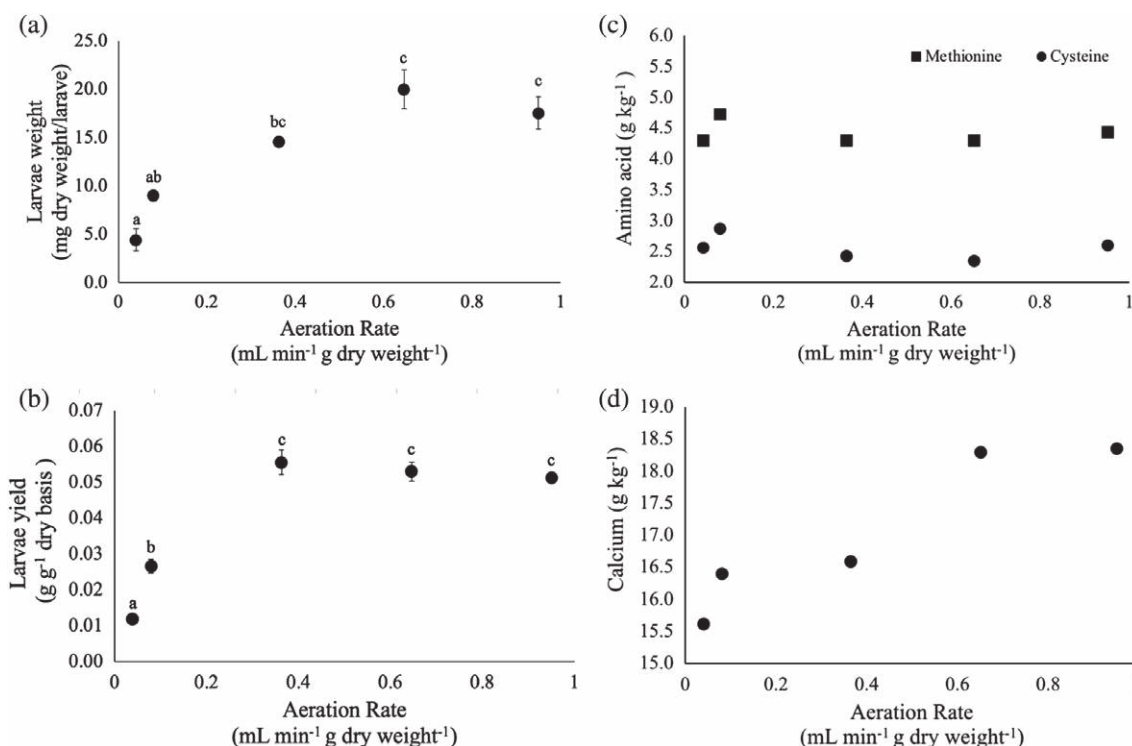 (a)
25.0
20.0
15.0
10.0
5.0
0.0
Larvae weight
(mg dry weight/larave)
a
ab
bc
c
c
0 0.2 0.4 0.6 0.8 1
Aeration Rate
(mL min⁻¹ g dry weight⁻¹)
(c)
6.0
5.5
5.0
4.5
4.0
3.5
3.0
2.5
2.0
Amino acid (g kg⁻¹)
Methionine Cysteine
0 0.2 0.4 0.6 0.8 1
Aeration Rate
(mL min⁻¹ g dry weight⁻¹)
(b)
0.07
0.06
0.05
0.04
0.03
0.02
0.01
0.00
Larvae yield
(g g⁻¹ dry basis )
a
b
c
c
c
0 0.2 0.4 0.6 0.8 1
Aeration Rate
(mL min⁻¹ g dry weight⁻¹)
(d)
19.0
18.5
18.0
17.5
17.0
16.5
16.0
15.5
15.0
Calcium (g kg⁻¹)
0 0.2 0.4 0.6 0.8
Aeration Rate
(mL min⁻¹ g dry weight⁻¹)